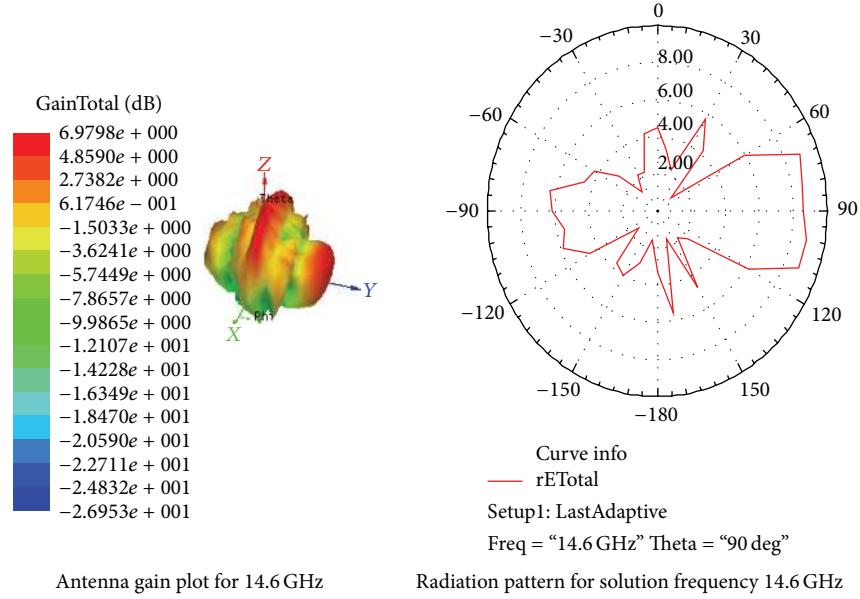 GainTotal (dB)
6.9798e + 000
4.8590e + 000
2.7382e + 000
6.1746e − 001
−1.5033e + 000
−3.6241e + 000
−5.7449e + 000
−7.8657e + 000
−9.9865e + 000
−1.2107e + 001
−1.4228e + 001
−1.6349e + 001
−1.8470e + 001
−2.0590e + 001
−2.2711e + 001
−2.4832e + 001
−2.6953e + 001
Z
Theta
Y
X
Phi
0
−30
30
8.00
−60
6.00
60
4.00
2.00
−90
90
−120
120
−150
150
−180
Curve info
rETotal
Setup1: LastAdaptive
Freq = “14.6 GHz” Theta = “90 deg”
Antenna gain plot for 14.6 GHz
Radiation pattern for solution frequency 14.6 GHz